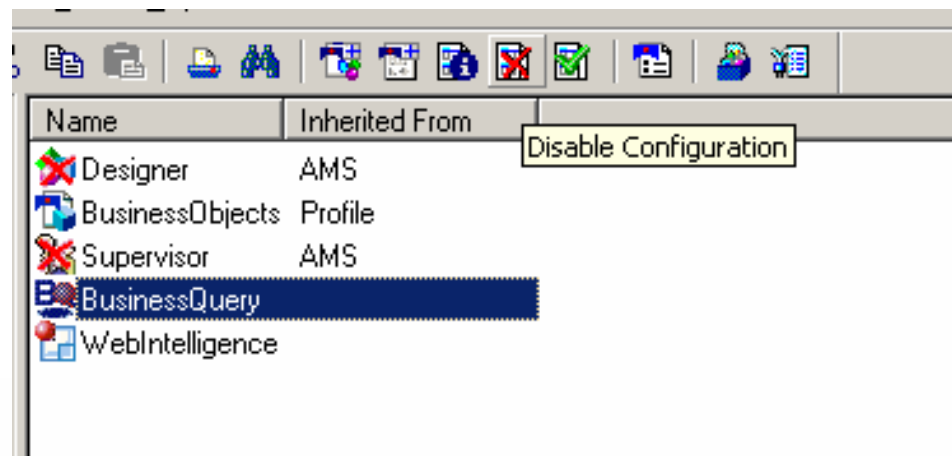 Name Inherited From
Disable Configuration
Designer AMS
BusinessObjects Profile
Supervisor AMS
BusinessQuery
WebIntelligence